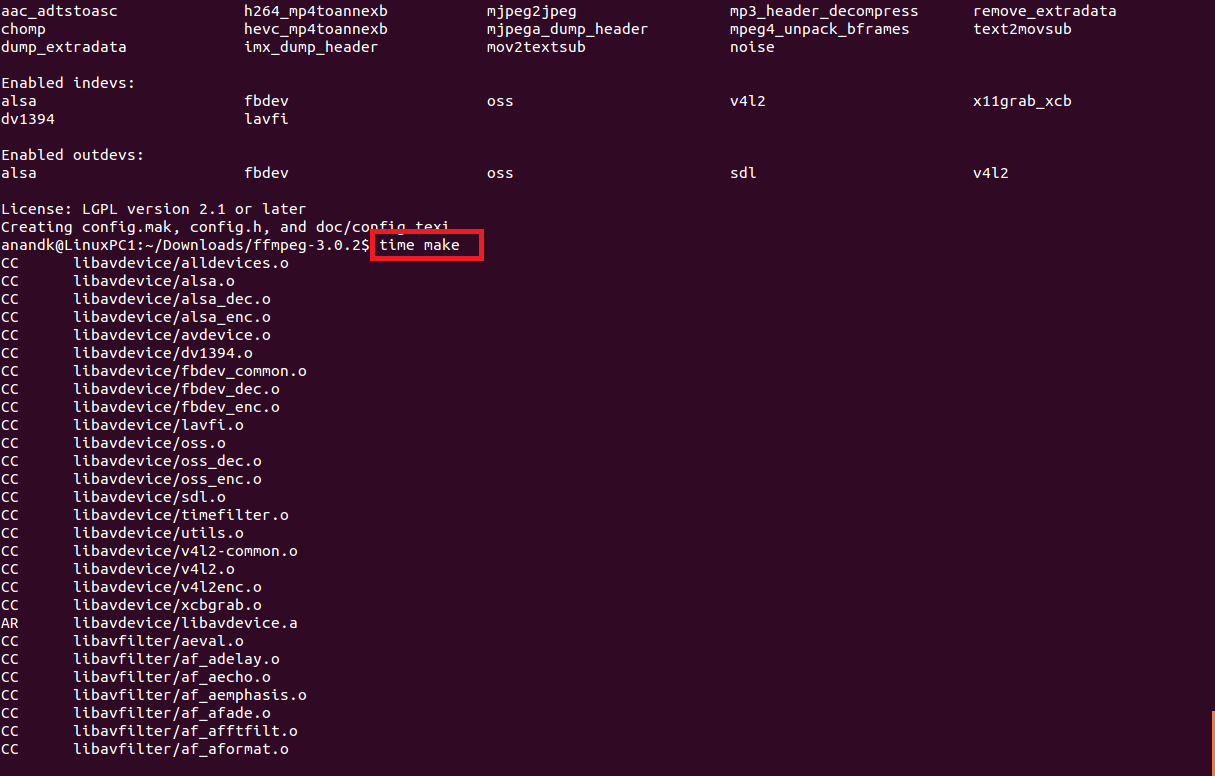 aac_adtstoasc h264_mp4toannexb mjpeg2jpeg mp3_header_decompress remove_extradata
chomp hevc_mp4toannexb mjpega_dump_header mpeg4_unpack_bframes text2movsub
dump_extradata imx_dump_header mov2textsub noise
Enabled indevs:
alsa fbdev oss v4l2 x11grab_xcb
dv1394 lavfi
Enabled outdevs:
alsa fbdev oss sdl v4l2
License: LGPL version 2.1 or later
Creating config.mak, config.h, and doc/config.texi
anandk@LinuxPC1:~/Downloads/ffmpeg-3.0.2$ time make
CC libavdevice/alldevices.o
CC libavdevice/alsa.o
CC libavdevice/alsa_dec.o
CC libavdevice/alsa_enc.o
CC libavdevice/avdevice.o
CC libavdevice/dv1394.o
CC libavdevice/fbdev_common.o
CC libavdevice/fbdev_dec.o
CC libavdevice/fbdev_enc.o
CC libavdevice/lavfi.o
CC libavdevice/oss.o
CC libavdevice/oss_dec.o
CC libavdevice/oss_enc.o
CC libavdevice/sdl.o
CC libavdevice/timefilter.o
CC libavdevice/utils.o
CC libavdevice/v4l2-common.o
CC libavdevice/v4l2.o
CC libavdevice/v4l2enc.o
CC libavdevice/xcbgrab.o
AR libavdevice/libavdevice.a
CC libavfilter/aeval.o
CC libavfilter/af_adelay.o
CC libavfilter/af_aecho.o
CC libavfilter/af_aemphasis.o
CC libavfilter/af_afade.o
CC libavfilter/af_afftfilt.o
CC libavfilter/af_aformat.o